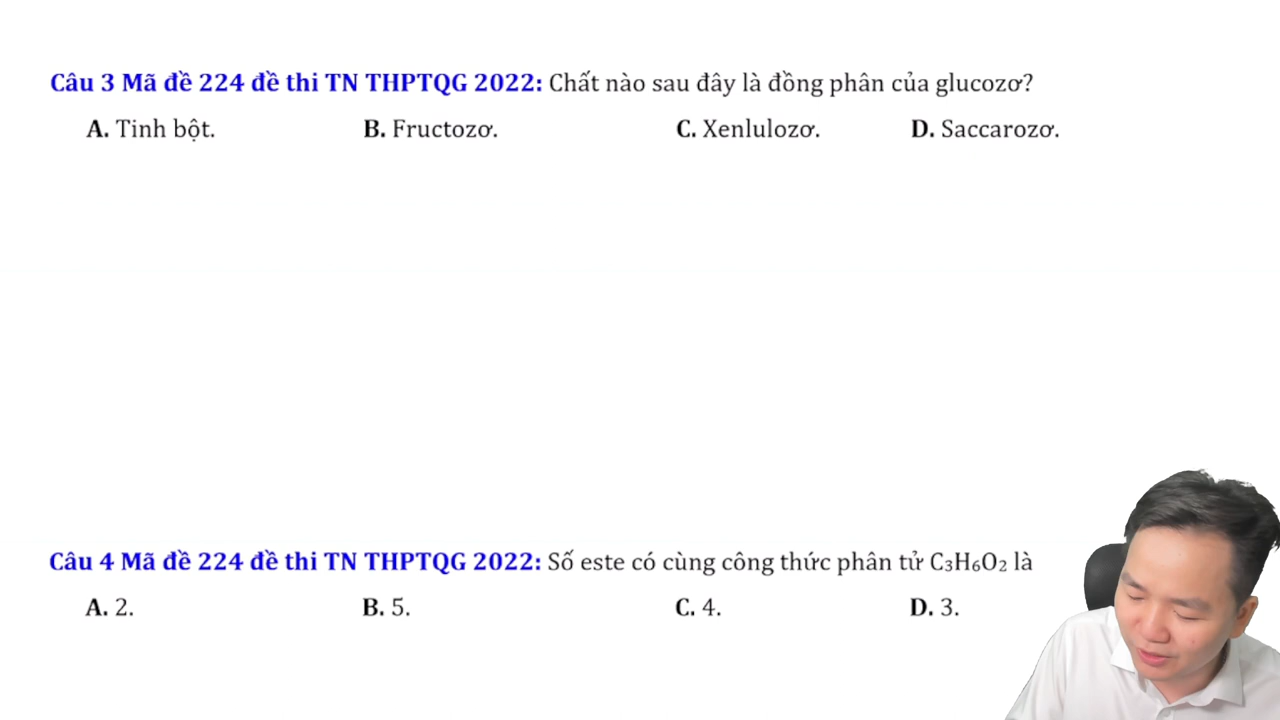 Câu 3 Mã đề 224 đề thi TN THPTQG 2022: Chất nào sau đây là đồng phân của glucozơ?
A. Tinh bột. B. Fructozơ. C. Xenlulozơ. D. Saccarozơ.
Câu 4 Mã đề 224 đề thi TN THPTQG 2022: Số este có cùng công thức phân tử C₃H₆O₂ là
A. 2. B. 5. C. 4. D. 3.